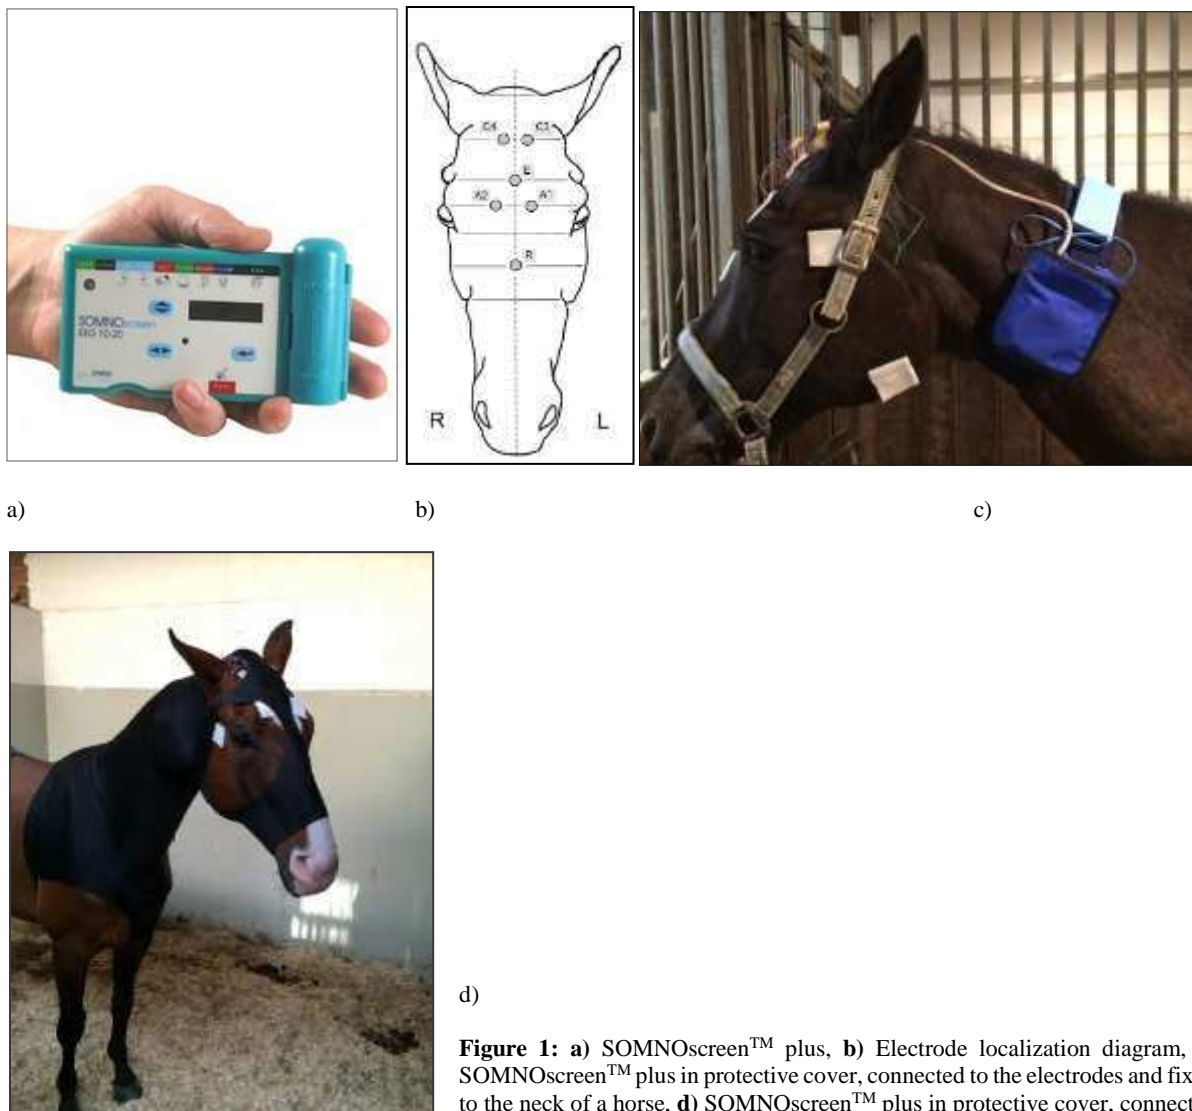 SOMNOscreen
EEG 10-20
C4 C3
L
A2 A1
R
R L
a) b) c)
d)
Figure 1: a) SOMNOscreen™ plus, b) Electrode localization diagram,
SOMNOscreen™ plus in protective cover, connected to the electrodes and fix
to the neck of a horse. d) SOMNOscreen™ plus in protective cover, connect